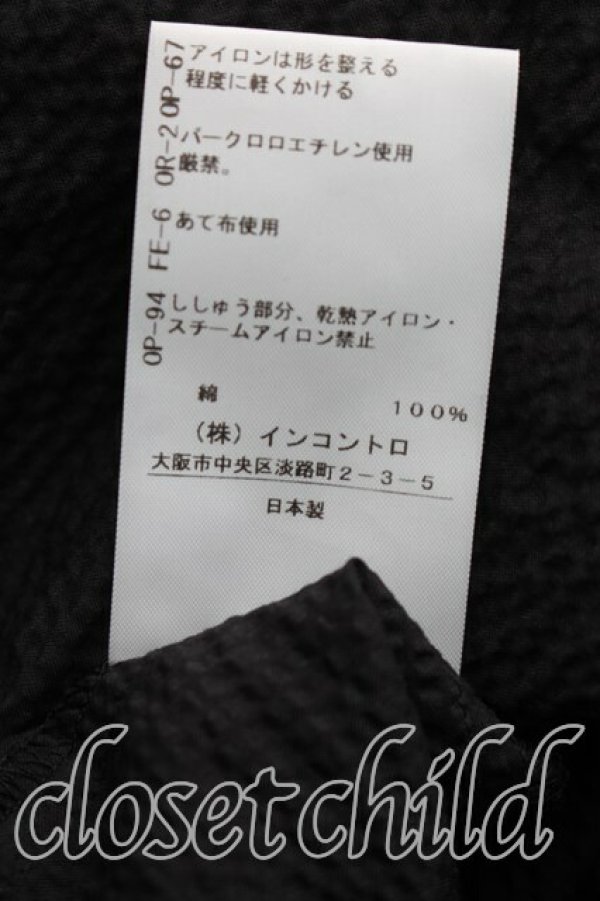 アイロンは形を整える
程度に軽くかける
パークロロエチレン使用
厳禁。
あて布使用
ししゅう部分、乾熱アイロン・
スチームアイロン禁止
綿 100%
(株)インコントロ
大阪市中央区淡路町2-3-5
日本製
OP-94 FE-6 OR-2 OP-67
closet child